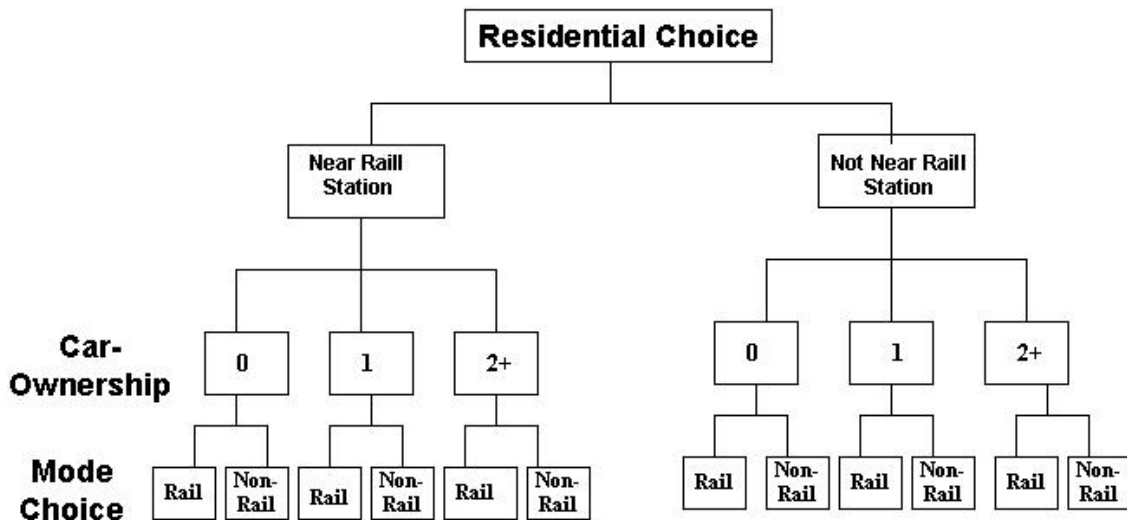 Residential Choice
Near Raill
Station
Not Near Raill
Station
Car-
Ownership
0
1
2+
0
1
2+
Mode
Choice
Rail
Non-
Rail
Rail
Non-
Rail
Rail
Non-
Rail
Rail
Non-
Rail
Rail
Non-
Rail
Rail
Non-
Rail